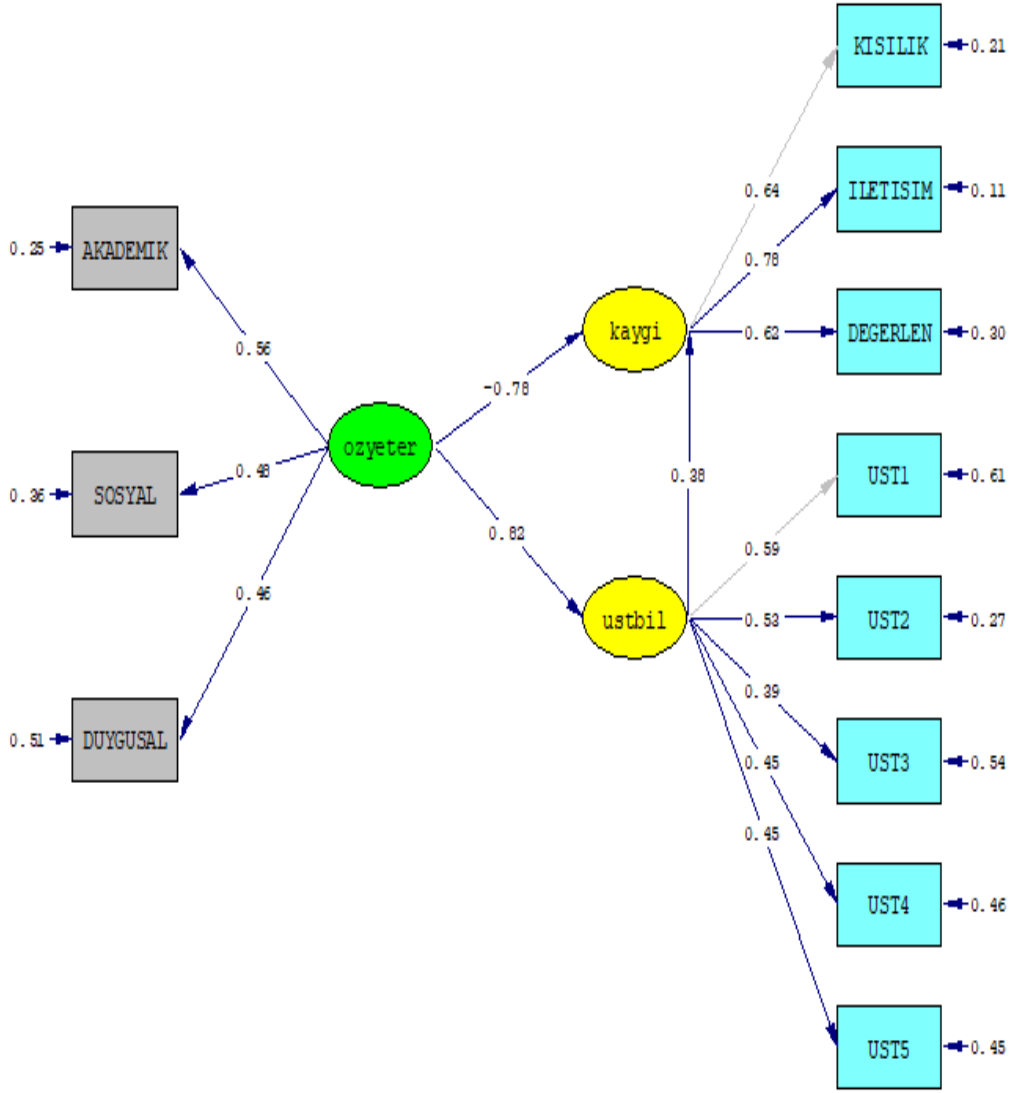 KISILIK
0.21
0.64
ILETISIM
0.11
0.78
AKADEMIK
0.25
0.56
kaygi
0.62
DEGERLEN
0.30
-0.78
ozyeter
0.48
SOSYAL
0.36
0.38
UST1
0.61
0.59
0.82
0.46
ustbil
0.53
UST2
0.27
0.39
DUYGUSAL
0.51
UST3
0.54
0.45
0.45
UST4
0.46
UST5
0.45